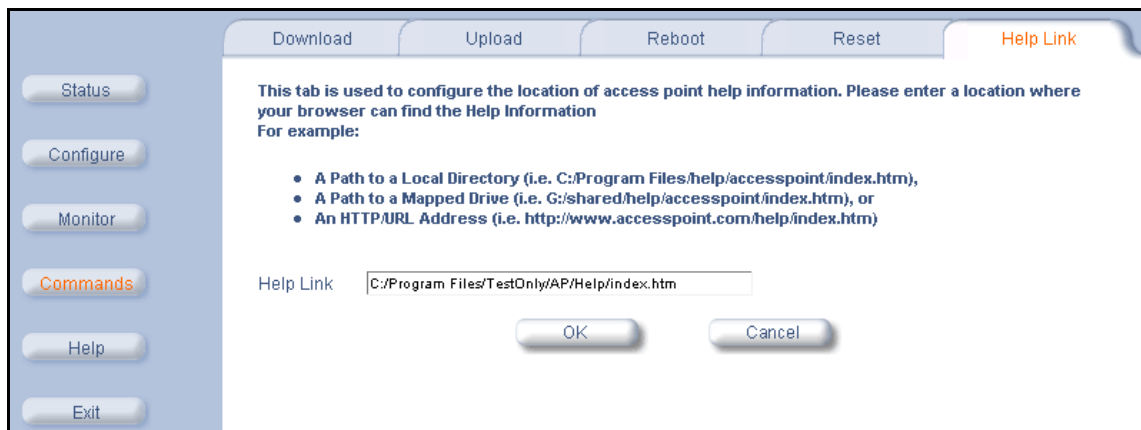 Download Upload Reboot Reset Help Link
Status
Configure
Monitor
Commands
Help
Exit
This tab is used to configure the location of access point help information. Please enter a location where
your browser can find the Help Information
For example:
• A Path to a Local Directory (i.e. C:/Program Files/help/accesspoint/index.htm),
• A Path to a Mapped Drive (i.e. G:/shared/help/accesspoint/index.htm), or
• An HTTP/URL Address (i.e. http://www.accesspoint.com/help/index.htm)
Help Link C:/Program Files/TestOnly/AP/Help/index.htm
OK Cancel